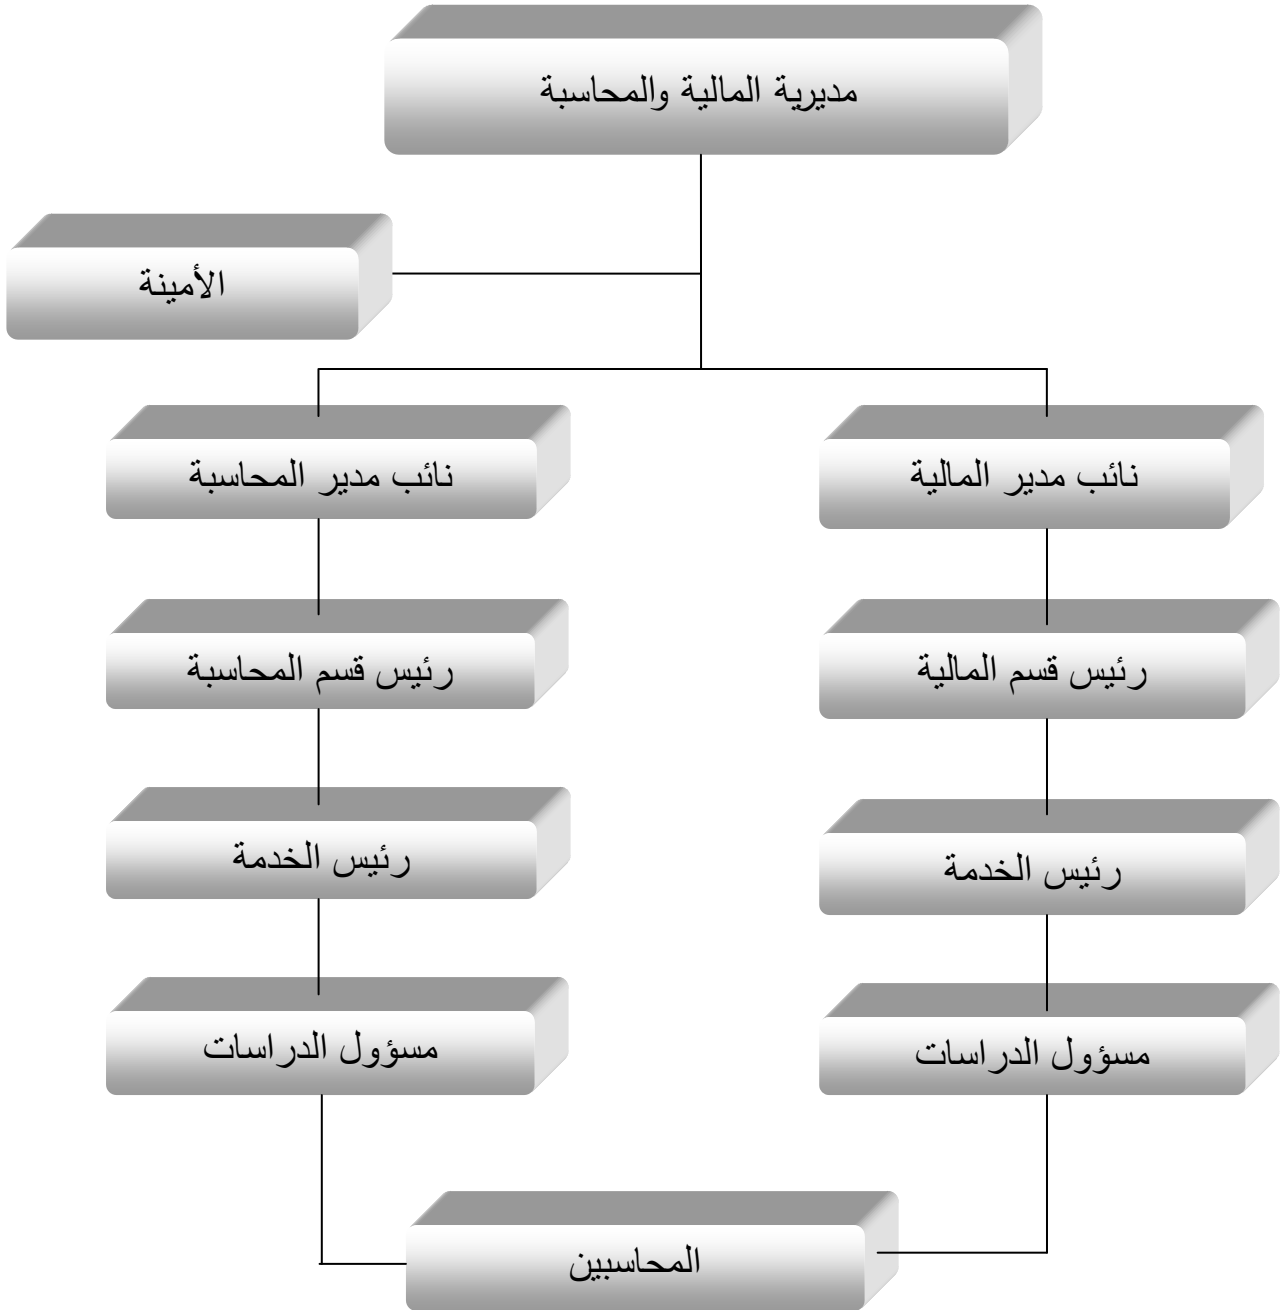 مديرية المالية والمحاسبة
الأمينة
نائب مدير المالية
نائب مدير المحاسبة
رئيس قسم المالية
رئيس قسم المحاسبة
رئيس الخدمة
رئيس الخدمة
مسؤول الدراسات
مسؤول الدراسات
المحاسبين